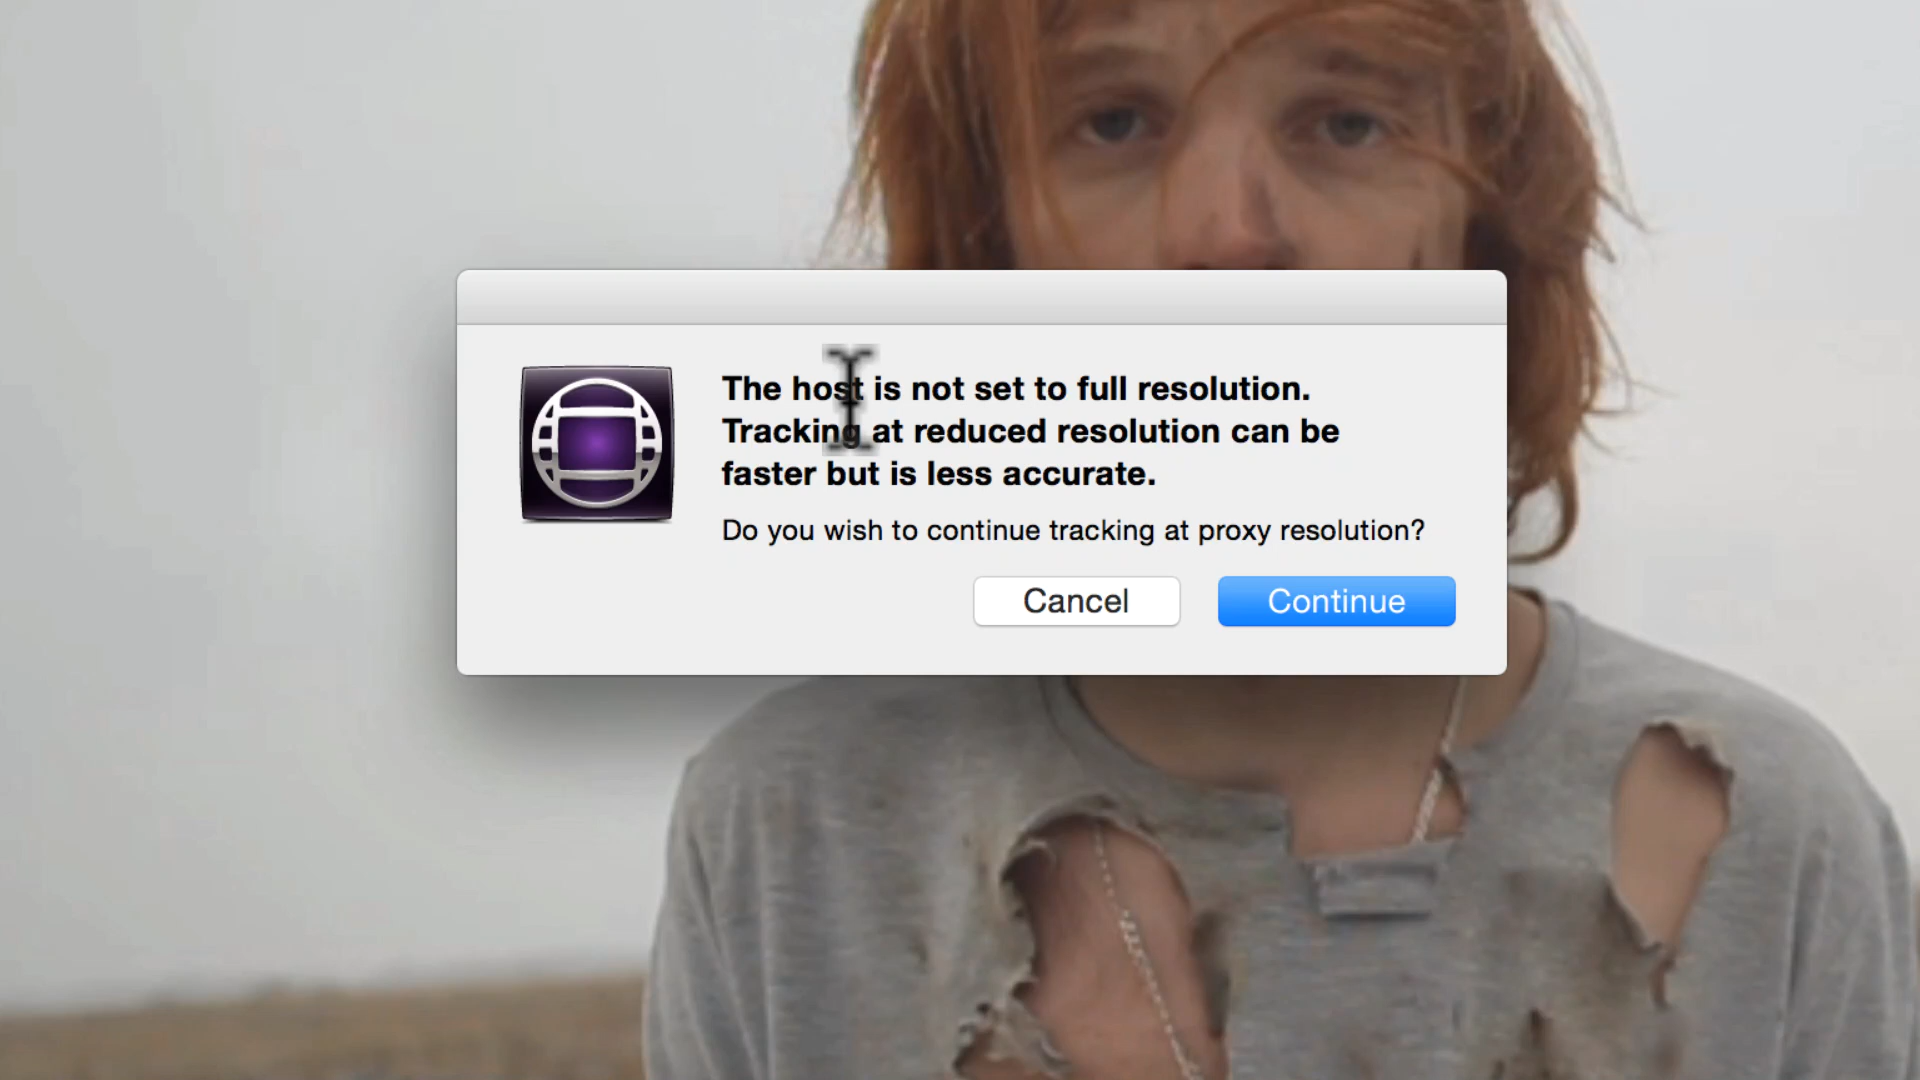 The host is not set to full resolution.
Tracking at reduced resolution can be
faster but is less accurate.
Do you wish to continue tracking at proxy resolution?
Cancel
Continue